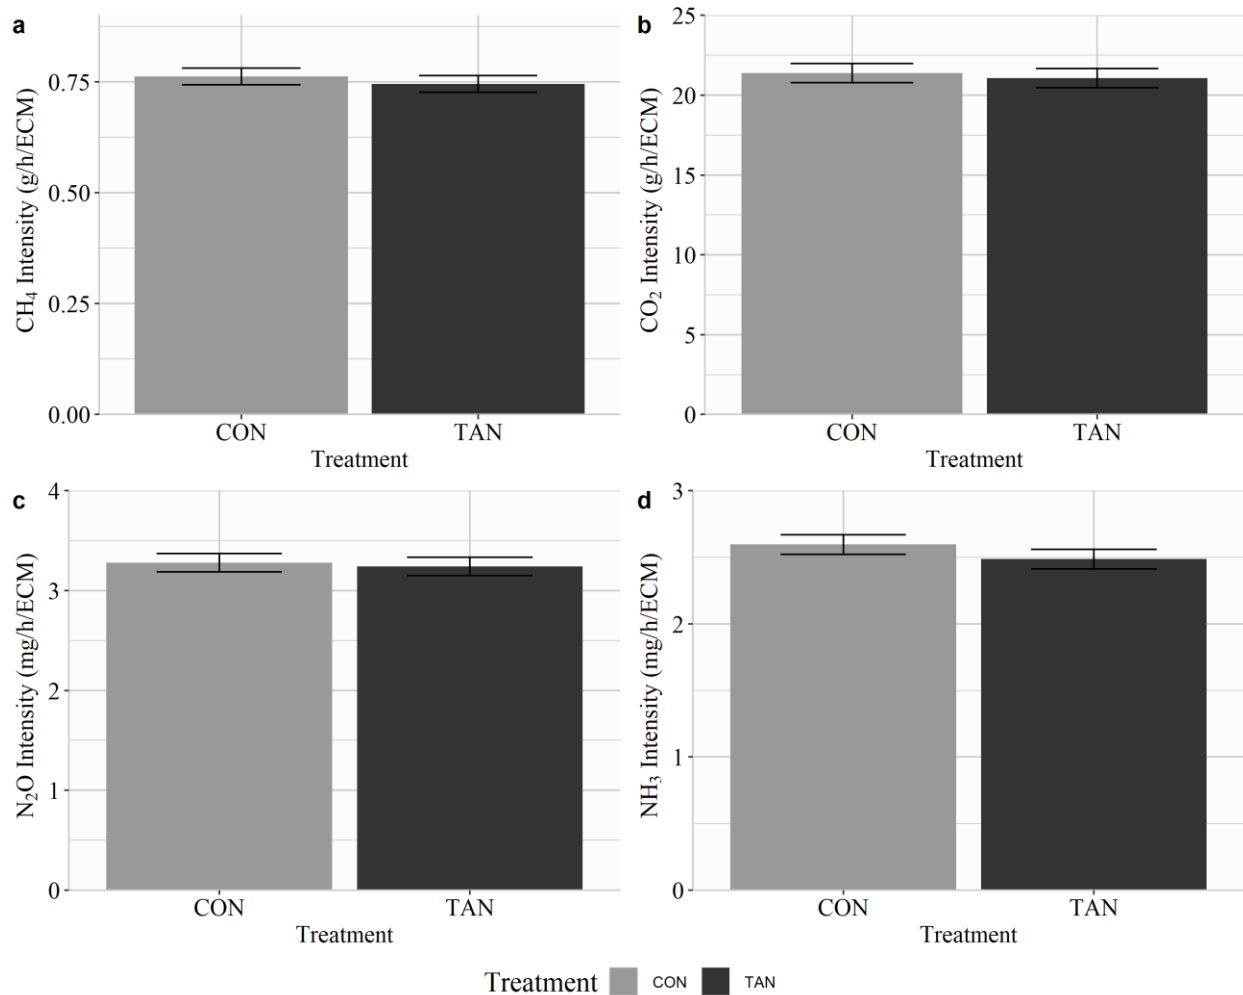 a
CH₄ Intensity (g/h/ECM)
0.75
0.50
0.25
0.00
CON TAN
Treatment
b
CO₂ Intensity (g/h/ECM)
25
20
15
10
5
0
CON TAN
Treatment
c
N₂O Intensity (mg/h/ECM)
4
3
2
1
0
CON TAN
Treatment
d
NH₃ Intensity (mg/h/ECM)
3
2
1
0
CON TAN
Treatment
Treatment CON TAN